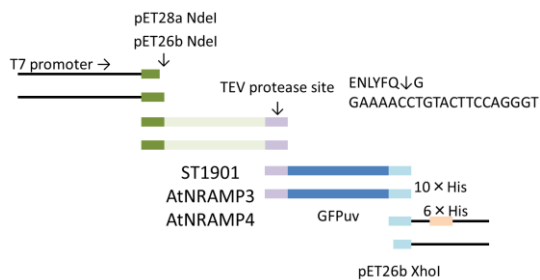 pET28a NdeI
pET26b NdeI
T7 promoter →
TEV protease site
ENLYFQ↓G
GAAAACCTGTACTTCCAGGGT
ST1901
AtNRAMP3
AtNRAMP4
GFPuv
10 × His
6 × His
pET26b XhoI